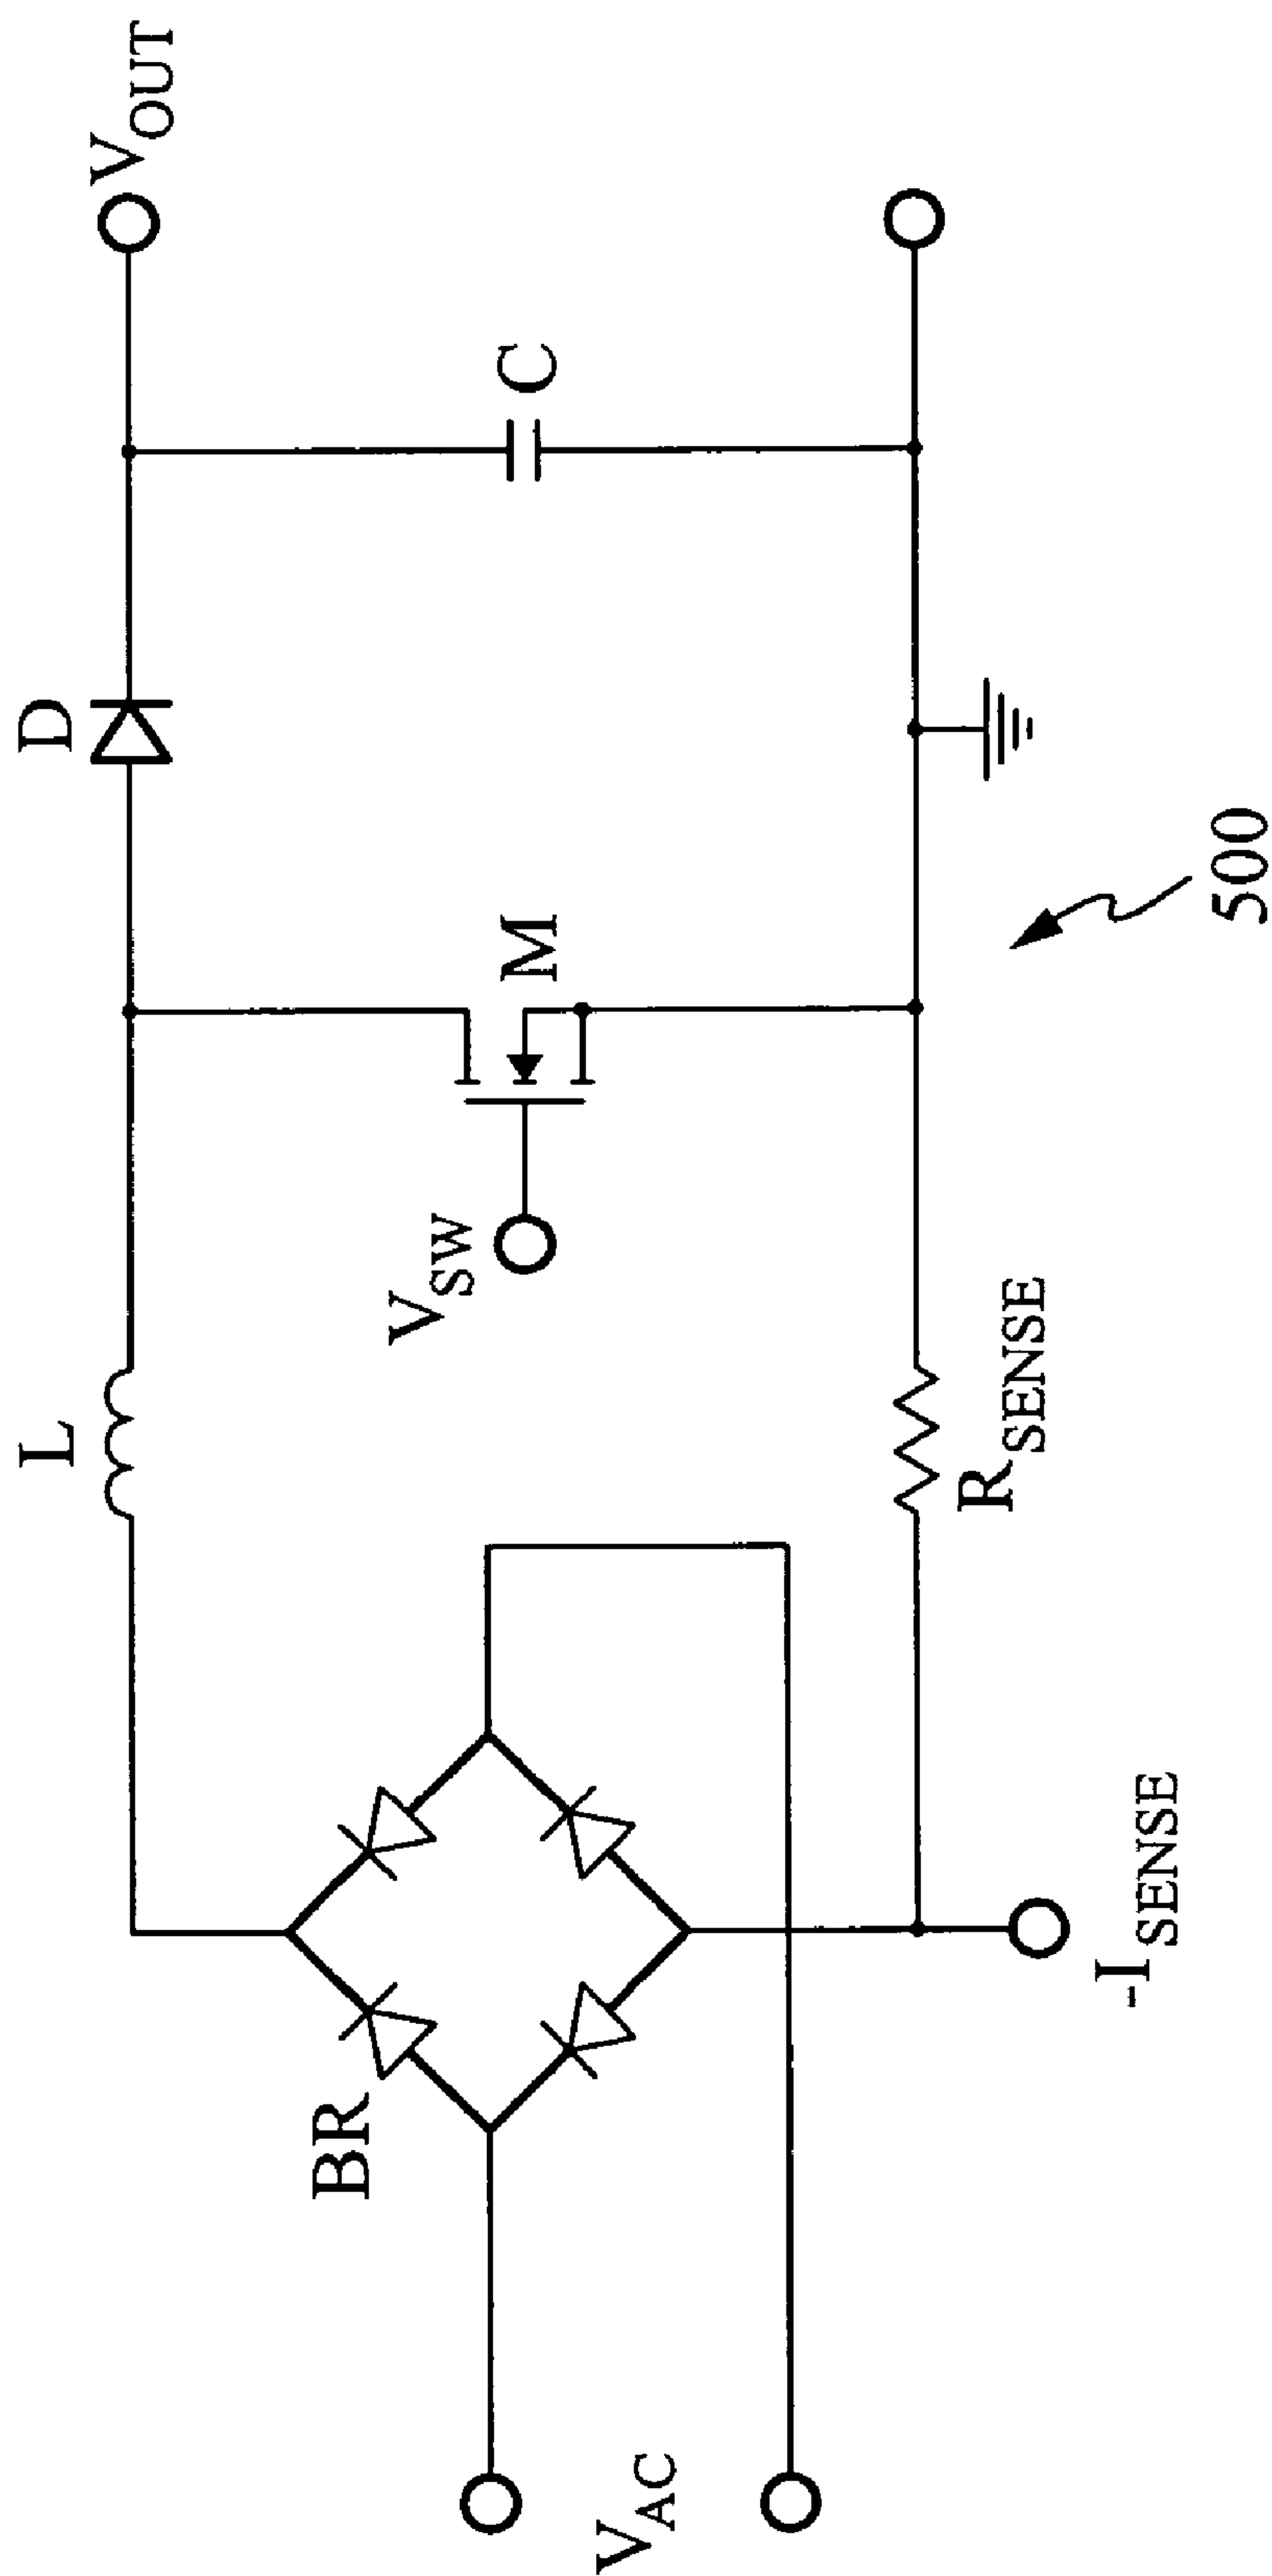 L
D
V_OUT
BR
V_SW
M
C
V_AC
R_SENSE
-I_SENSE
500